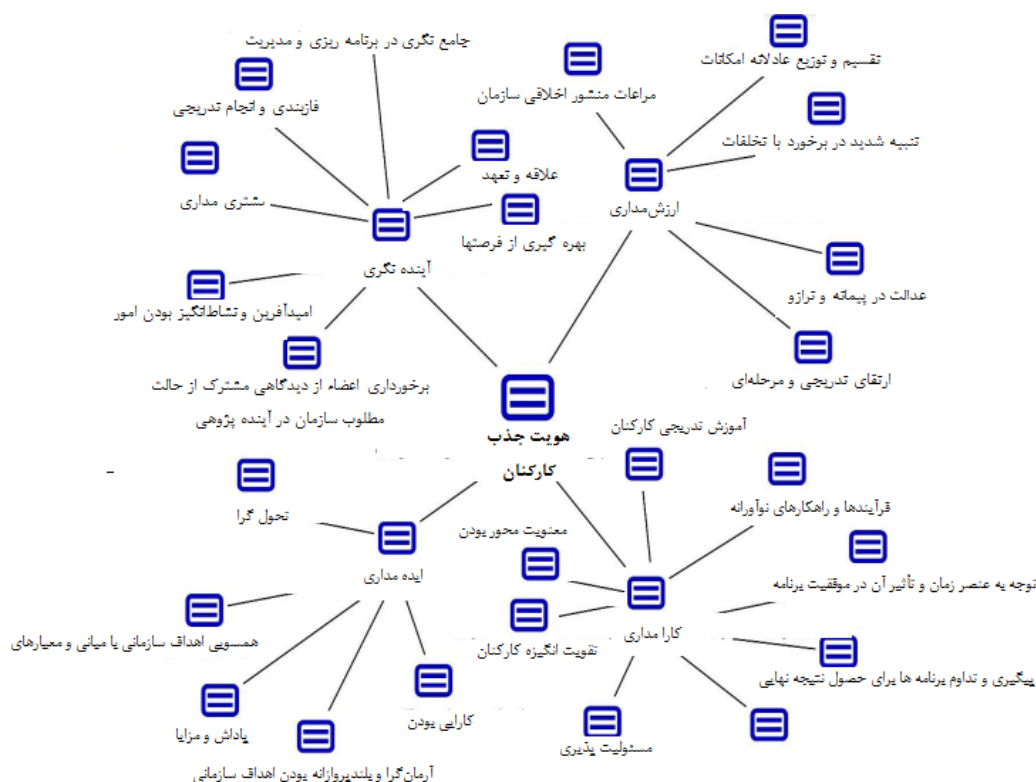 جامع نگری در برنامه ریزی و مدیریت
تقسیم و توزیع عادلانه امکانات
مراعات منشور اخلاقی سازمان
فازبندی و انجام تدریجی
تنبیه شدید در برخورد با تخلفات
علاقه و تعهد
مشتری مداری
ارزش‌مداری
بهره گیری از فرصتها
آینده نگری
عدالت در پیمانه و ترازو
امیدآفرین و نشاط‌انگیز بودن امور
ارتقای تدریجی و مرحله‌ای
برخورداری اعضاء از دیدگاهی مشترک از حالت
مطلوب سازمان در آینده پژوهی
هویت جذب
کارکنان
آموزش تدریجی کارکنان
تحول گرا
فرآیندها و راهکارهای نوآورانه
معنویت محور بودن
ایده مداری
توجه به عنصر زمان و تأثیر آن در موفقیت برنامه
همسویی اهداف سازمانی با میانی و معیارهای
تقویت انگیزه کارکنان
کارا مداری
پیگیری و تداوم برنامه ها برای حصول نتیجه نهایی
کارایی بودن
پاداش و مزایا
مسئولیت پذیری
آرمان‌گرا و بلندپروازانه بودن اهداف سازمانی